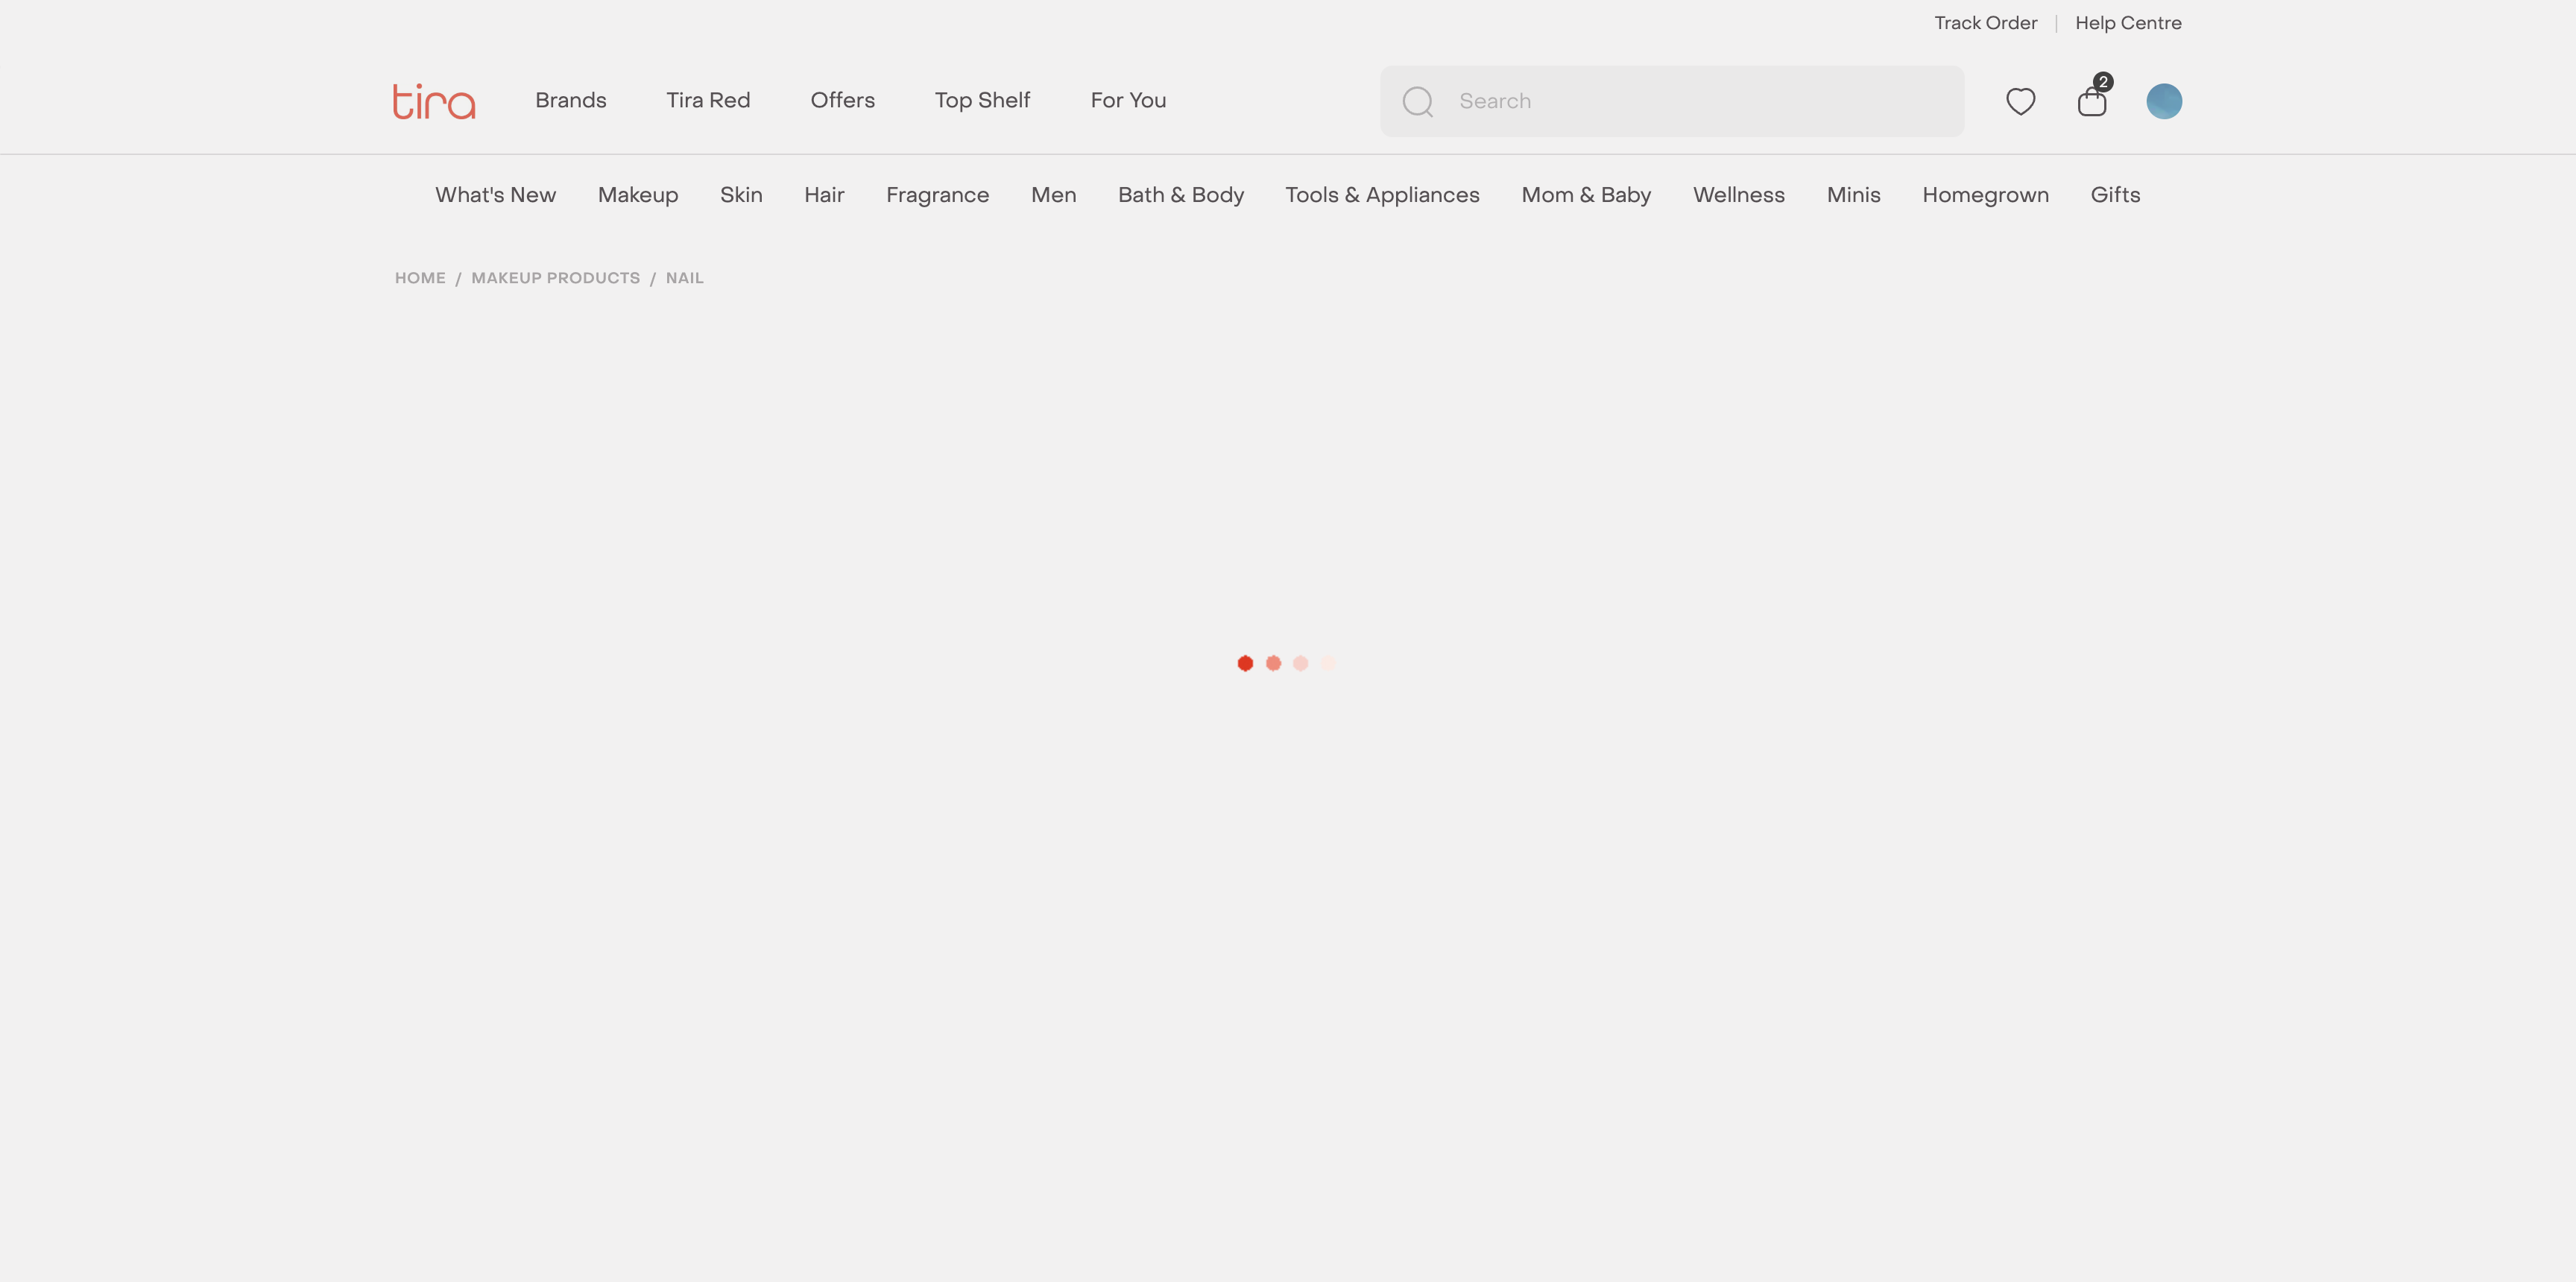 Track Order | Help Centre
tira Brands Tira Red Offers Top Shelf For You Search 2
What's New Makeup Skin Hair Fragrance Men Bath & Body Tools & Appliances Mom & Baby Wellness Minis Homegrown Gifts
HOME / MAKEUP PRODUCTS / NAIL